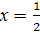 x = 1/2